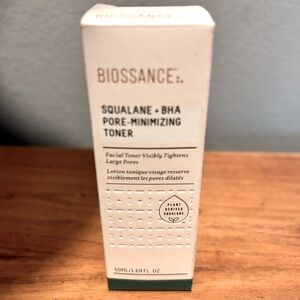 BIOSSANCE
SQUALANE + BHA
PORE-MINIMIZING
TONER
Facial Toner Visibly Tightens
Large Pores
Lotion tonique visage resserre
visiblement les pores dilatés
PLANT
DERIVED
SQUALANE
50ML/1.69 FL. OZ.